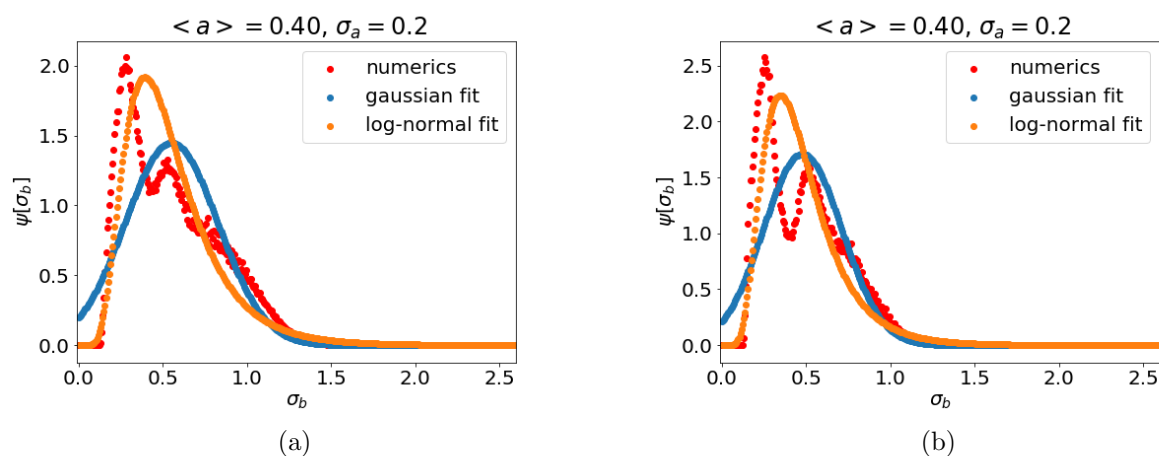 < a > = 0.40, σ_a = 0.2
2.0
1.5
1.0
0.5
0.0
ψ[σ_b]
numerics
gaussian fit
log-normal fit
0.0 0.5 1.0 1.5 2.0 2.5
σ_b
(a)
< a > = 0.40, σ_a = 0.2
2.5
2.0
1.5
1.0
0.5
0.0
ψ[σ_b]
numerics
gaussian fit
log-normal fit
0.0 0.5 1.0 1.5 2.0 2.5
σ_b
(b)